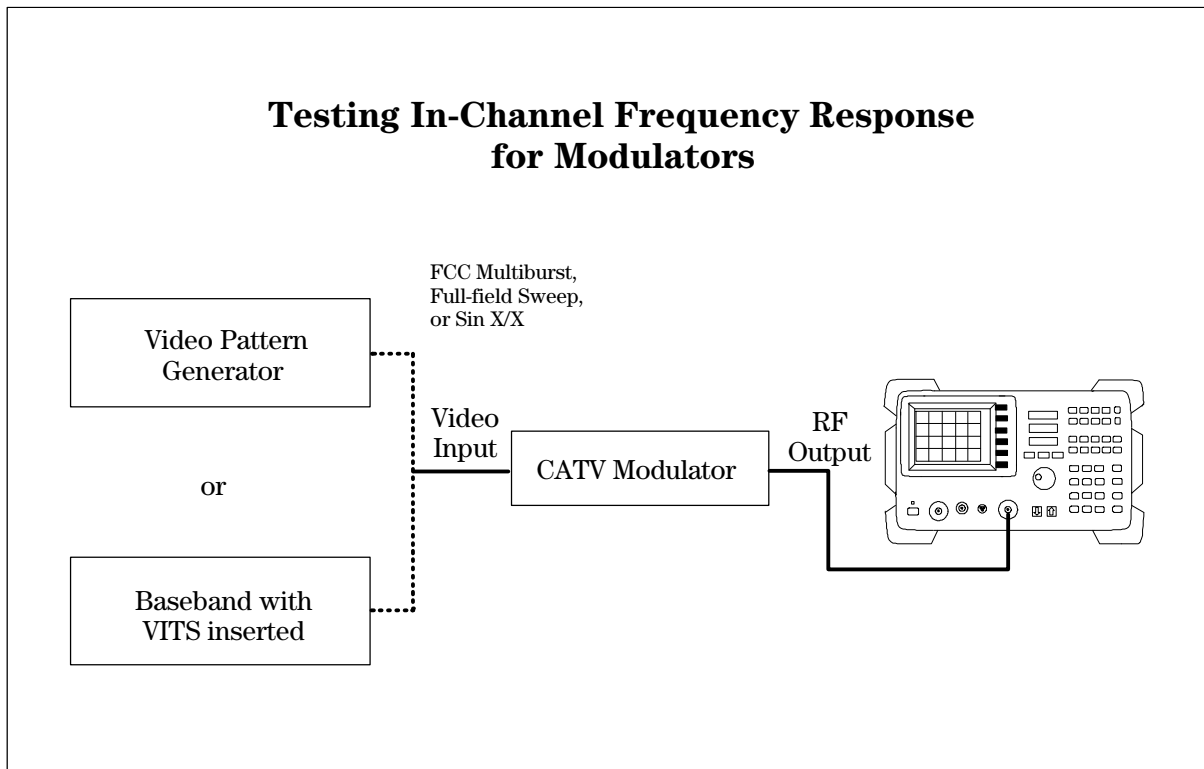 Testing In-Channel Frequency Response
for Modulators
FCC Multiburst,
Full-field Sweep,
or Sin X/X
Video Pattern
Generator
Video
Input
CATV Modulator
RF
Output
or
Baseband with
VITS inserted